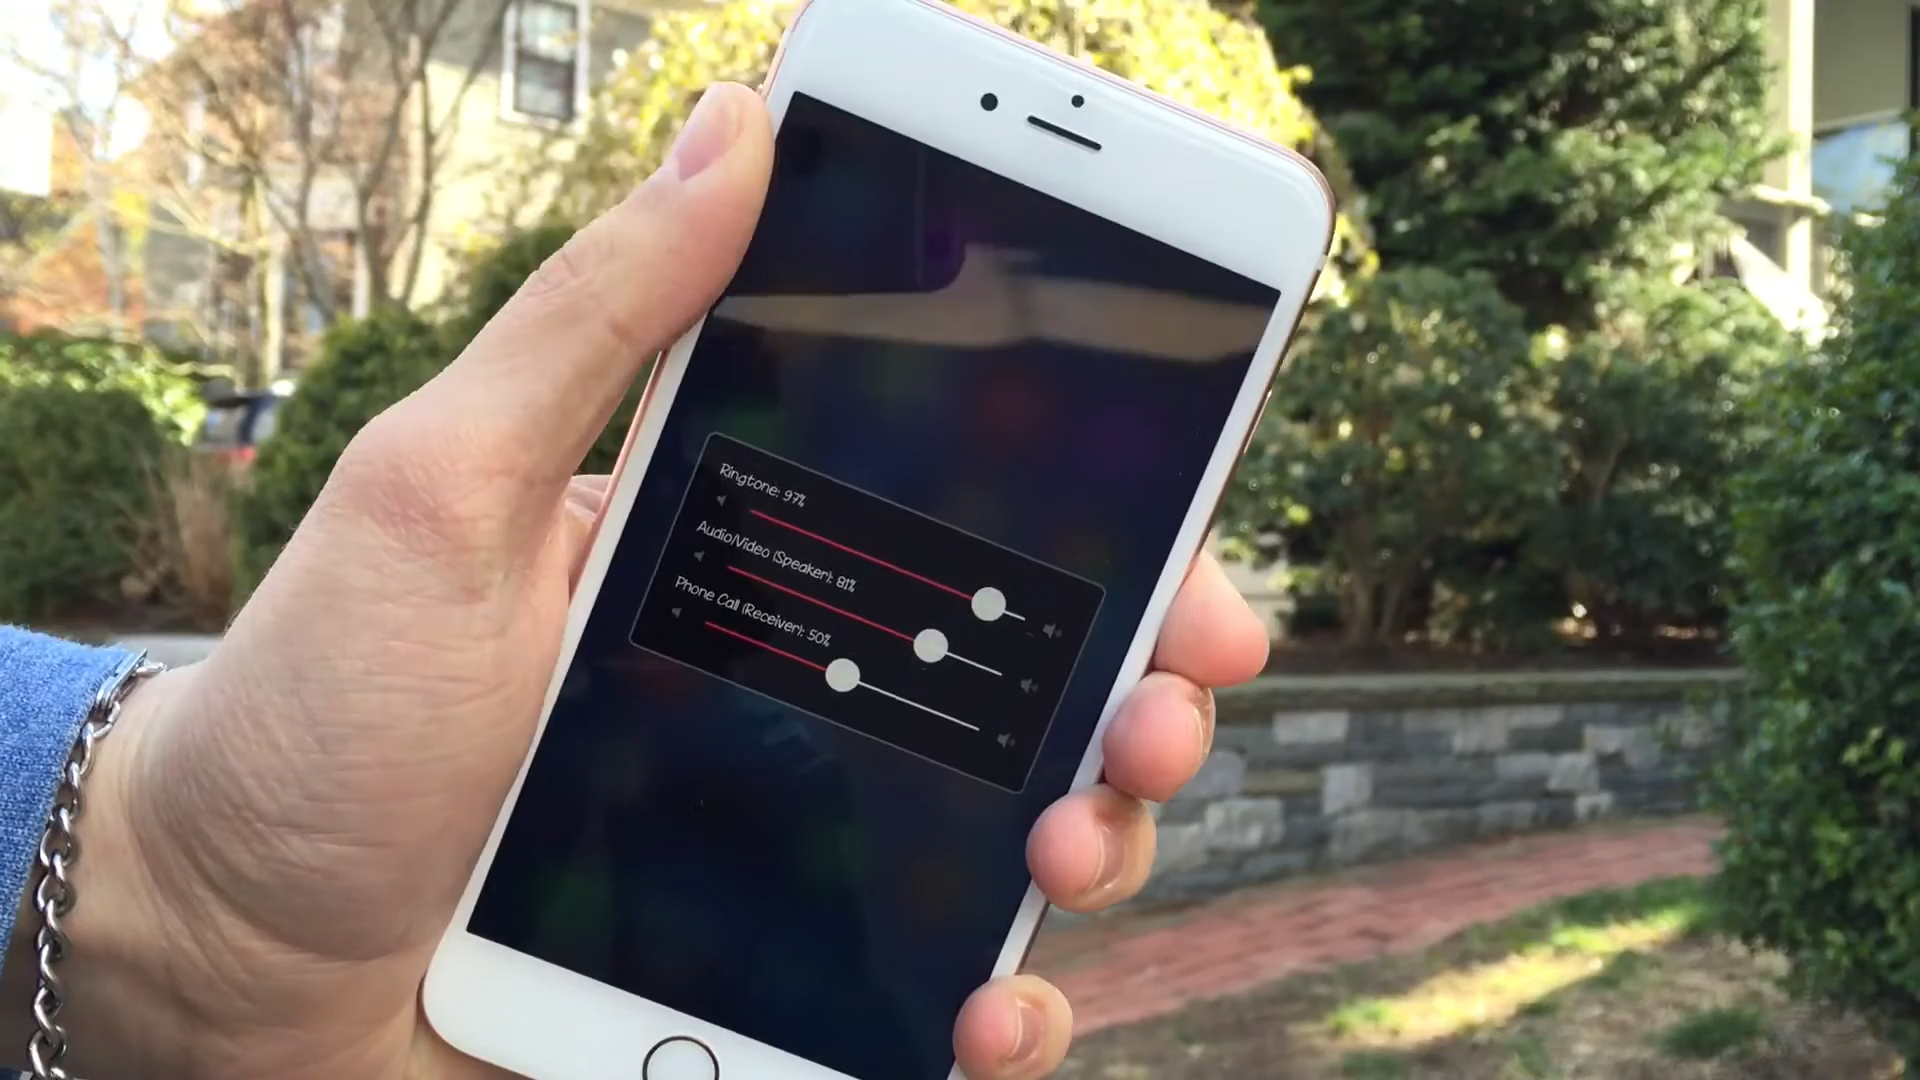 Ringtone: 97%
Audio/Video (Speaker): 81%
Phone Call (Receiver): 50%